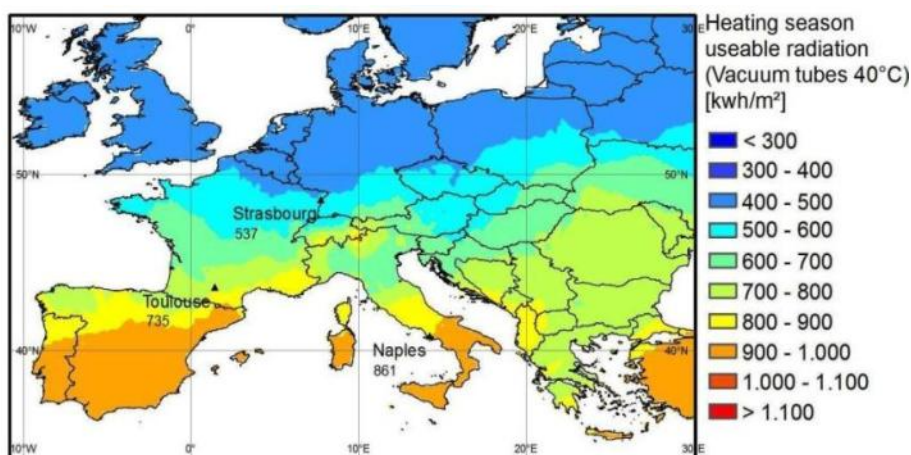 10°W 0° 10°E 20°E 30°E
Heating season
useable radiation
(Vacuum tubes 40°C)
[kwh/m²]
< 300
300 - 400
50°N 50°N
400 - 500
500 - 600
Strasbourg
537
600 - 700
700 - 800
Toulouse
735
800 - 900
Naples
861
40°N 40°N
900 - 1.000
1.000 - 1.100
> 1.100
10°W 0° 10°E 20°E 30°E